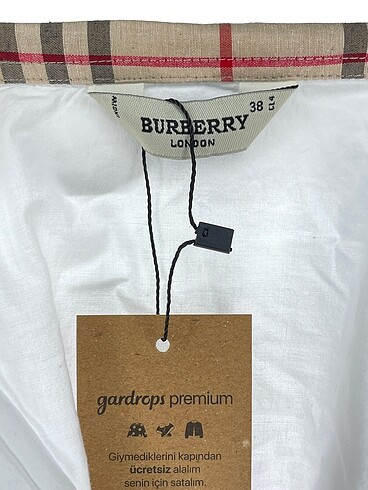 38
BURBERRY
LONDON
gardrops premium
Giymediklerini kapından
ücretsiz alalım
senin için satalım.